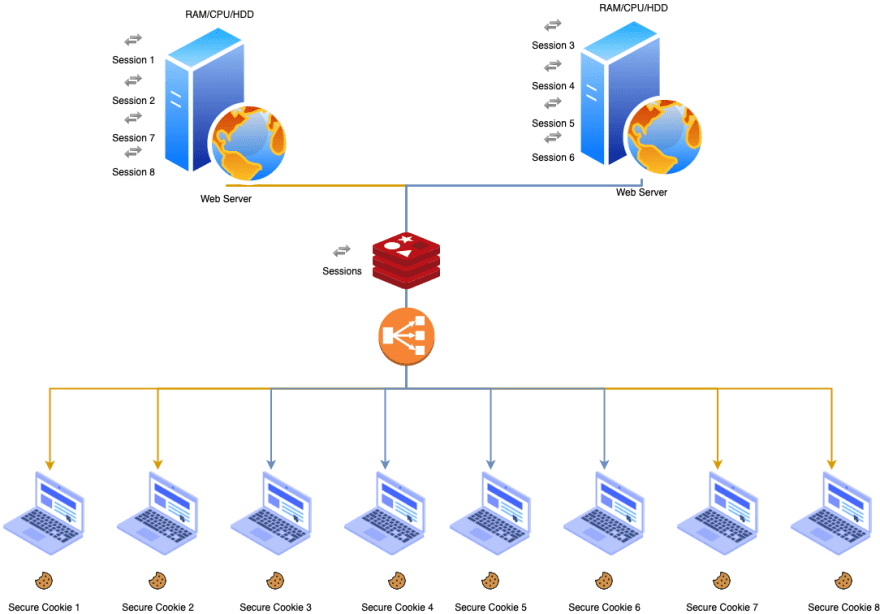 RAM/CPU/HDD
RAM/CPU/HDD
Session 1
Session 2
Session 7
Session 8
Web Server
Session 3
Session 4
Session 5
Session 6
Web Server
Sessions
Secure Cookie 1
Secure Cookie 2
Secure Cookie 3
Secure Cookie 4
Secure Cookie 5
Secure Cookie 6
Secure Cookie 7
Secure Cookie 8